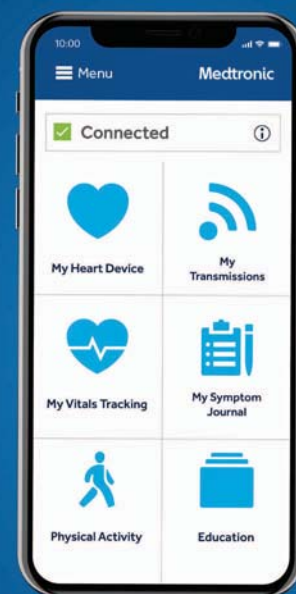 10:00
Menu
Medtronic
Connected
My Heart Device
My
Transmissions
My Vitals Tracking
My Symptom
Journal
Physical Activity
Education